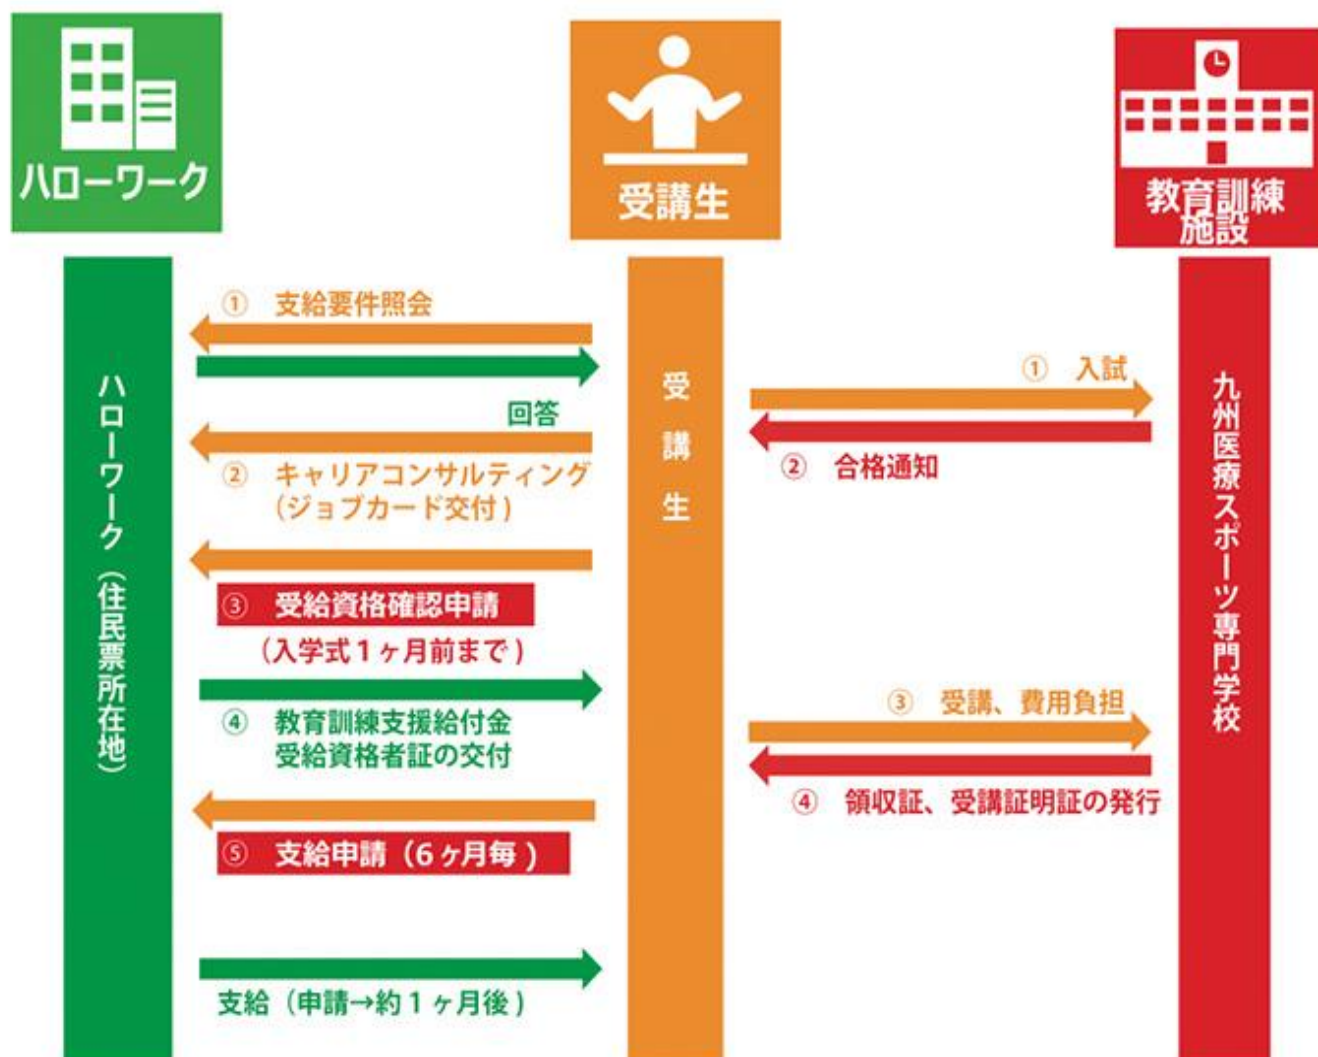 ハローワーク
受講生
教育訓練
施設
ハローワーク（住民票所在地）
① 支給要件照会
回答
② キャリアコンサルティング
（ジョブカード交付）
③ 受給資格確認申請
（入学式１ヶ月前まで）
④ 教育訓練支援給付金
受給資格者証の交付
⑤ 支給申請（６ヶ月毎）
支給（申請→約１ヶ月後）
受講生
① 入試
② 合格通知
③ 受講、費用負担
④ 領収証、受講証明証の発行
九州医療スポーツ専門学校